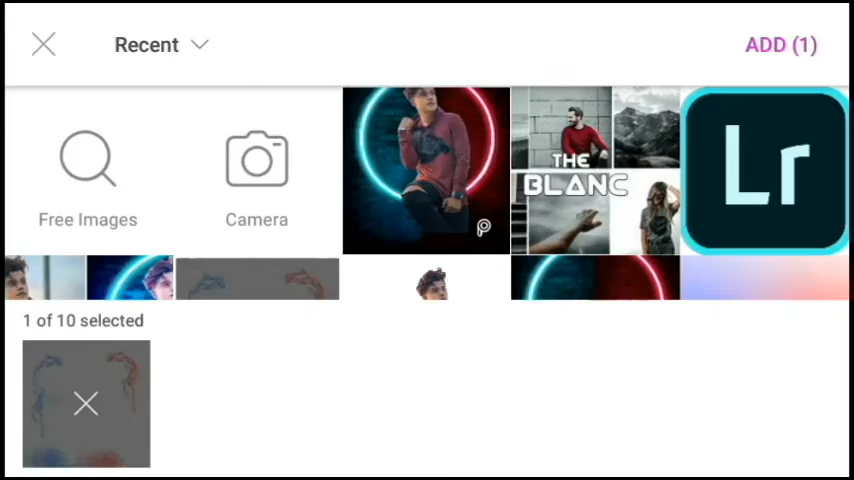 Recent
ADD (1)
Free Images
Camera
THE
BLANC
Lr
1 of 10 selected